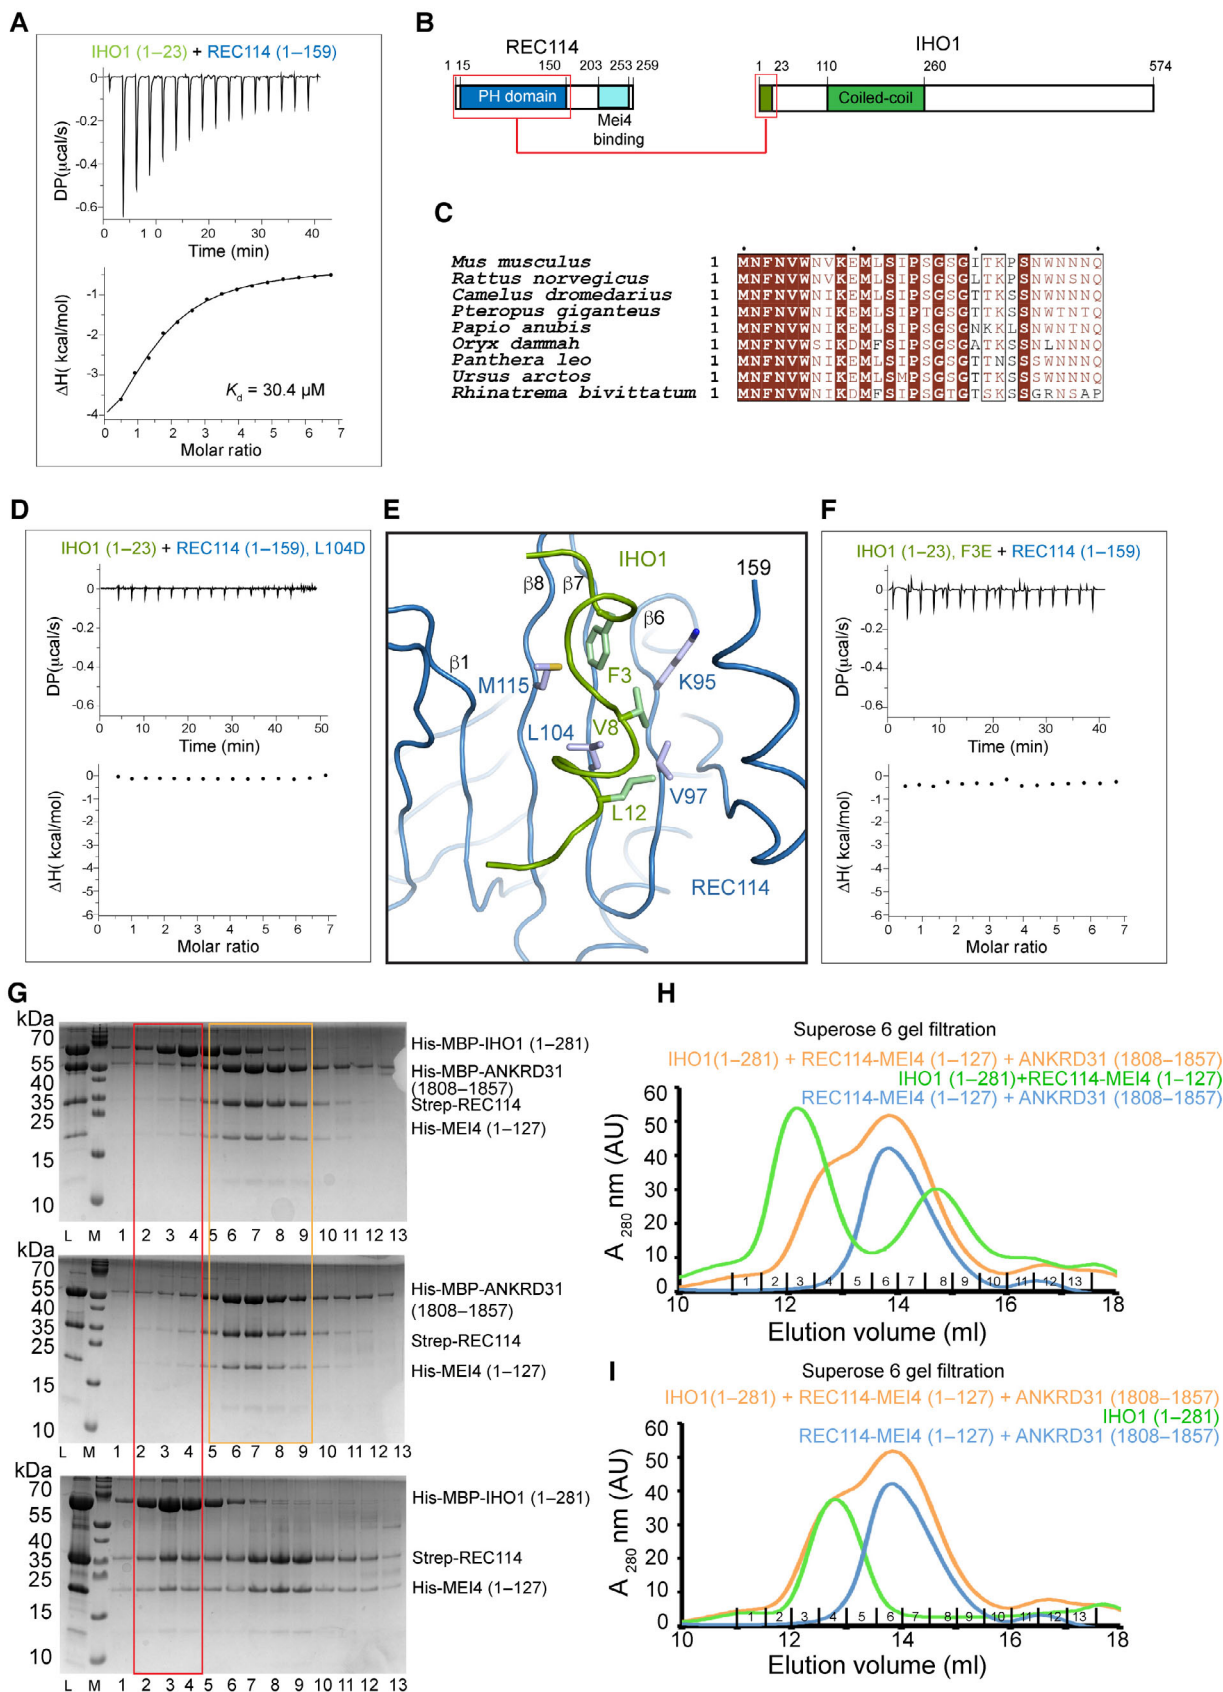 A
IHO1 (1–23) + REC114 (1–159)
0
-0.2
-0.4
-0.6
DP(µcal/s)
0 1 0 20 30 40
Time (min)
-1
-2
-3
-4
ΔH( kcal/mol)
Kd = 30.4 µM
0 1 2 3 4 5 6 7
Molar ratio
B
REC114
1 15 150 203 253 259
PH domain
Mei4
binding
IHO1
1 23 110 260 574
Coiled-coil
C
Mus musculus 1 MNFNVWNVKEMLSIPSGSGITKPSNWNNNQ
Rattus norvegicus 1 MNFNVWNVKEMLSIPSGSGLTKPSNWNNNQ
Camelus dromedarius 1 MNFNVWNIKEMLSIPSGSGTTKSSNWNNNQ
Pteropus giganteus 1 MNFNVWNIKEMLSIPTGSGTTKSSNWTNTQ
Papio anubis 1 MNFNVWNIKEMLSIPSGSGNKKLSNWNTNQ
Oryx dammah 1 MNFNVWSIKDMFSIPSGSGATKSSNLNNNQ
Panthera leo 1 MNFNVWNIKEMLSIPSGSGTTNSSSWNNNQ
Ursus arctos 1 MNFNVWNIKEMLSMPSGSGTTKSSSWNNNQ
Rhinatrema bivittatum 1 MNFNVWNIKDMFSIPSGTGTSKSSGRNSAP
D
IHO1 (1–23) + REC114 (1–159), L104D
0
-0.2
-0.4
-0.6
DP(µcal/s)
0 10 20 30 40 50
Time (min)
0
-1
-2
-3
-4
-5
-6
ΔH( kcal/mol)
0 1 2 3 4 5 6 7
Molar ratio
E
IHO1
159
β8 β7
β6
β1
F3
M115
K95
V8
L104
V97
L12
REC114
F
IHO1 (1–23), F3E + REC114 (1–159)
0
-0.2
-0.4
-0.6
DP(µcal/s)
0 10 20 30 40
Time (min)
0
-1
-2
-3
-4
-5
-6
ΔH( kcal/mol)
0 1 2 3 4 5 6 7
Molar ratio
G
kDa
70
55
40
35
25
15
10
His-MBP-IHO1 (1–281)
His-MBP-ANKRD31
(1808–1857)
Strep-REC114
His-MEI4 (1–127)
L M 1 2 3 4 5 6 7 8 9 10 11 12 13
kDa
70
55
40
35
25
15
10
His-MBP-ANKRD31
(1808–1857)
Strep-REC114
His-MEI4 (1–127)
L M 1 2 3 4 5 6 7 8 9 10 11 12 13
kDa
70
55
40
35
25
15
10
His-MBP-IHO1 (1–281)
Strep-REC114
His-MEI4 (1–127)
L M 1 2 3 4 5 6 7 8 9 10 11 12 13
H
Superose 6 gel filtration
IHO1(1–281) + REC114-MEI4 (1–127) + ANKRD31 (1808–1857)
IHO1 (1–281)+REC114-MEI4 (1–127)
REC114-MEI4 (1–127) + ANKRD31 (1808–1857)
60
50
40
30
20
10
0
A 280 nm (AU)
1 2 3 4 5 6 7 8 9 10 11 12 13
10 12 14 16 18
Elution volume (ml)
I
Superose 6 gel filtration
IHO1(1–281) + REC114-MEI4 (1–127) + ANKRD31 (1808–1857)
IHO1 (1–281)
REC114-MEI4 (1–127) + ANKRD31 (1808–1857)
60
50
40
30
20
10
0
A 280 nm (AU)
1 2 3 4 5 6 7 8 9 10 11 12 13
10 12 14 16 18
Elution volume (ml)